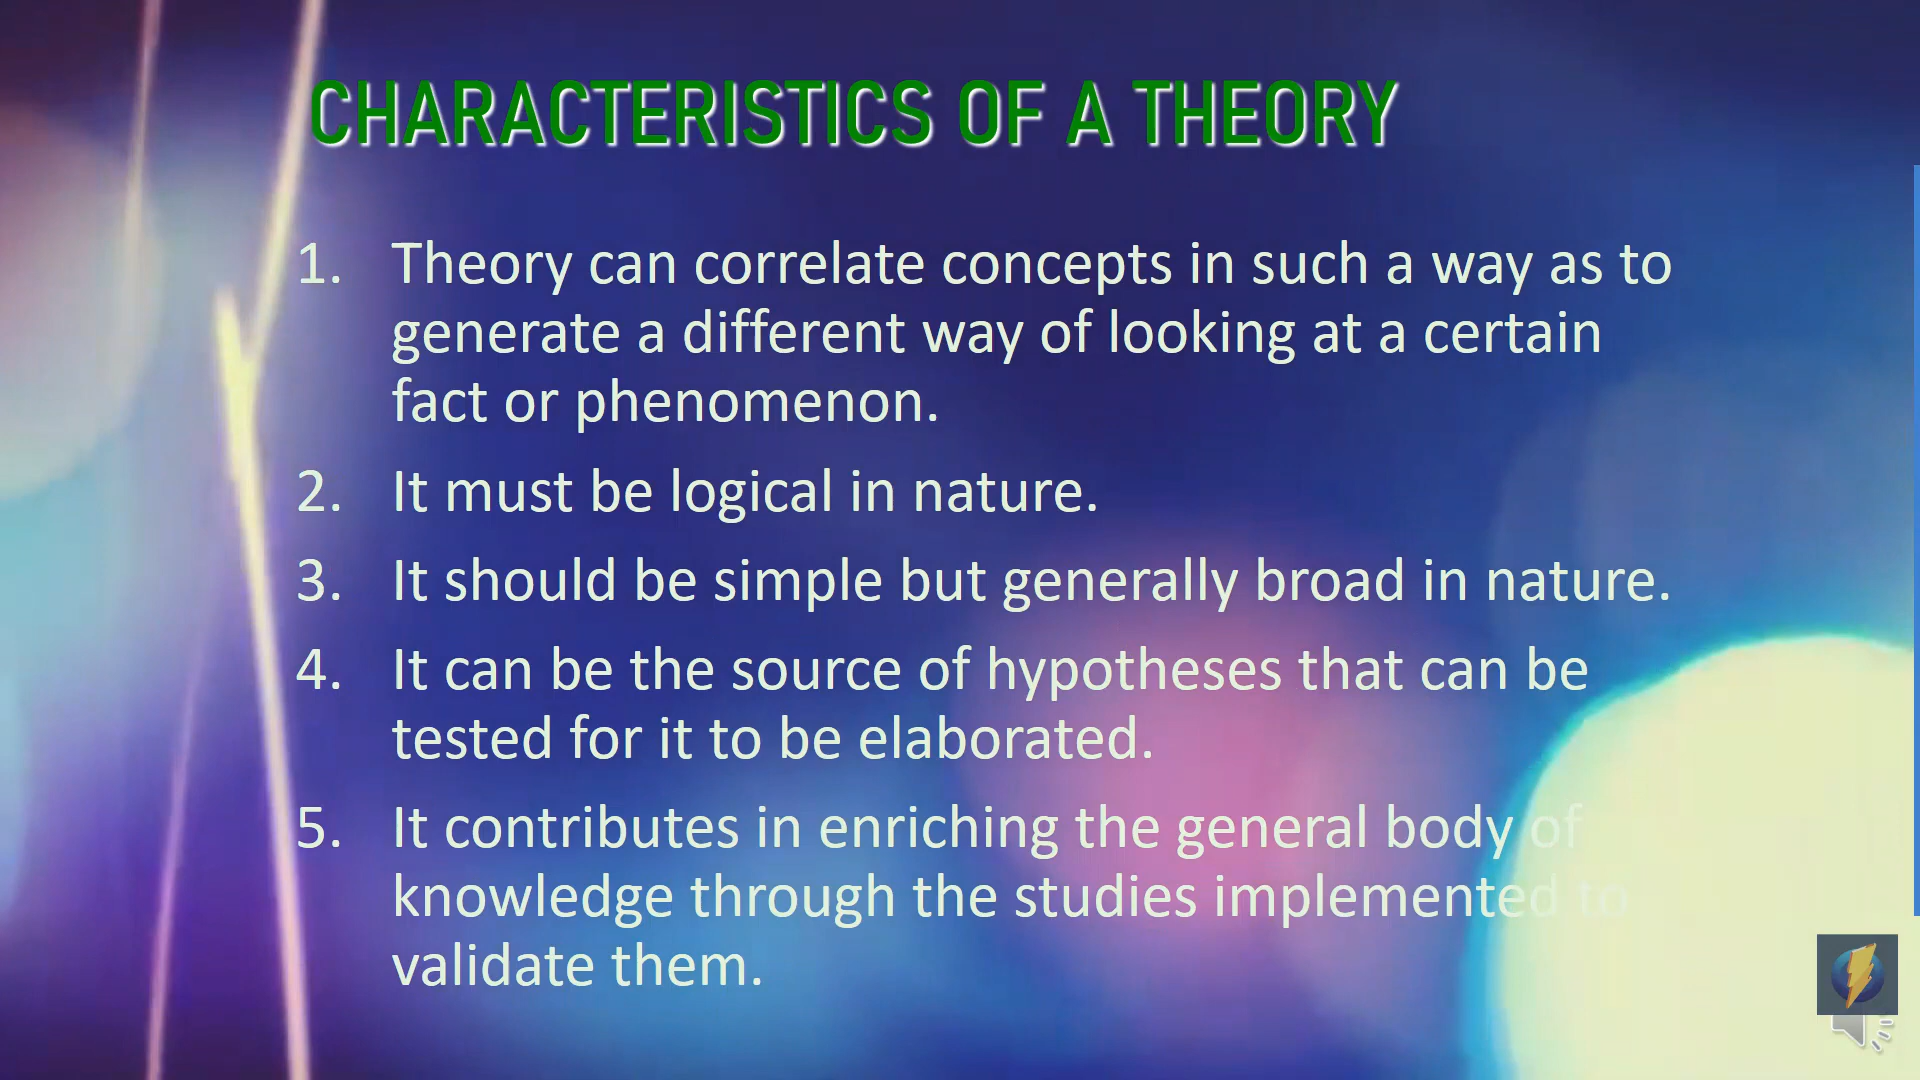 CHARACTERISTICS OF A THEORY
1. Theory can correlate concepts in such a way as to
generate a different way of looking at a certain
fact or phenomenon.
2. It must be logical in nature.
3. It should be simple but generally broad in nature.
4. It can be the source of hypotheses that can be
tested for it to be elaborated.
5. It contributes in enriching the general body of
knowledge through the studies implemented to
validate them.